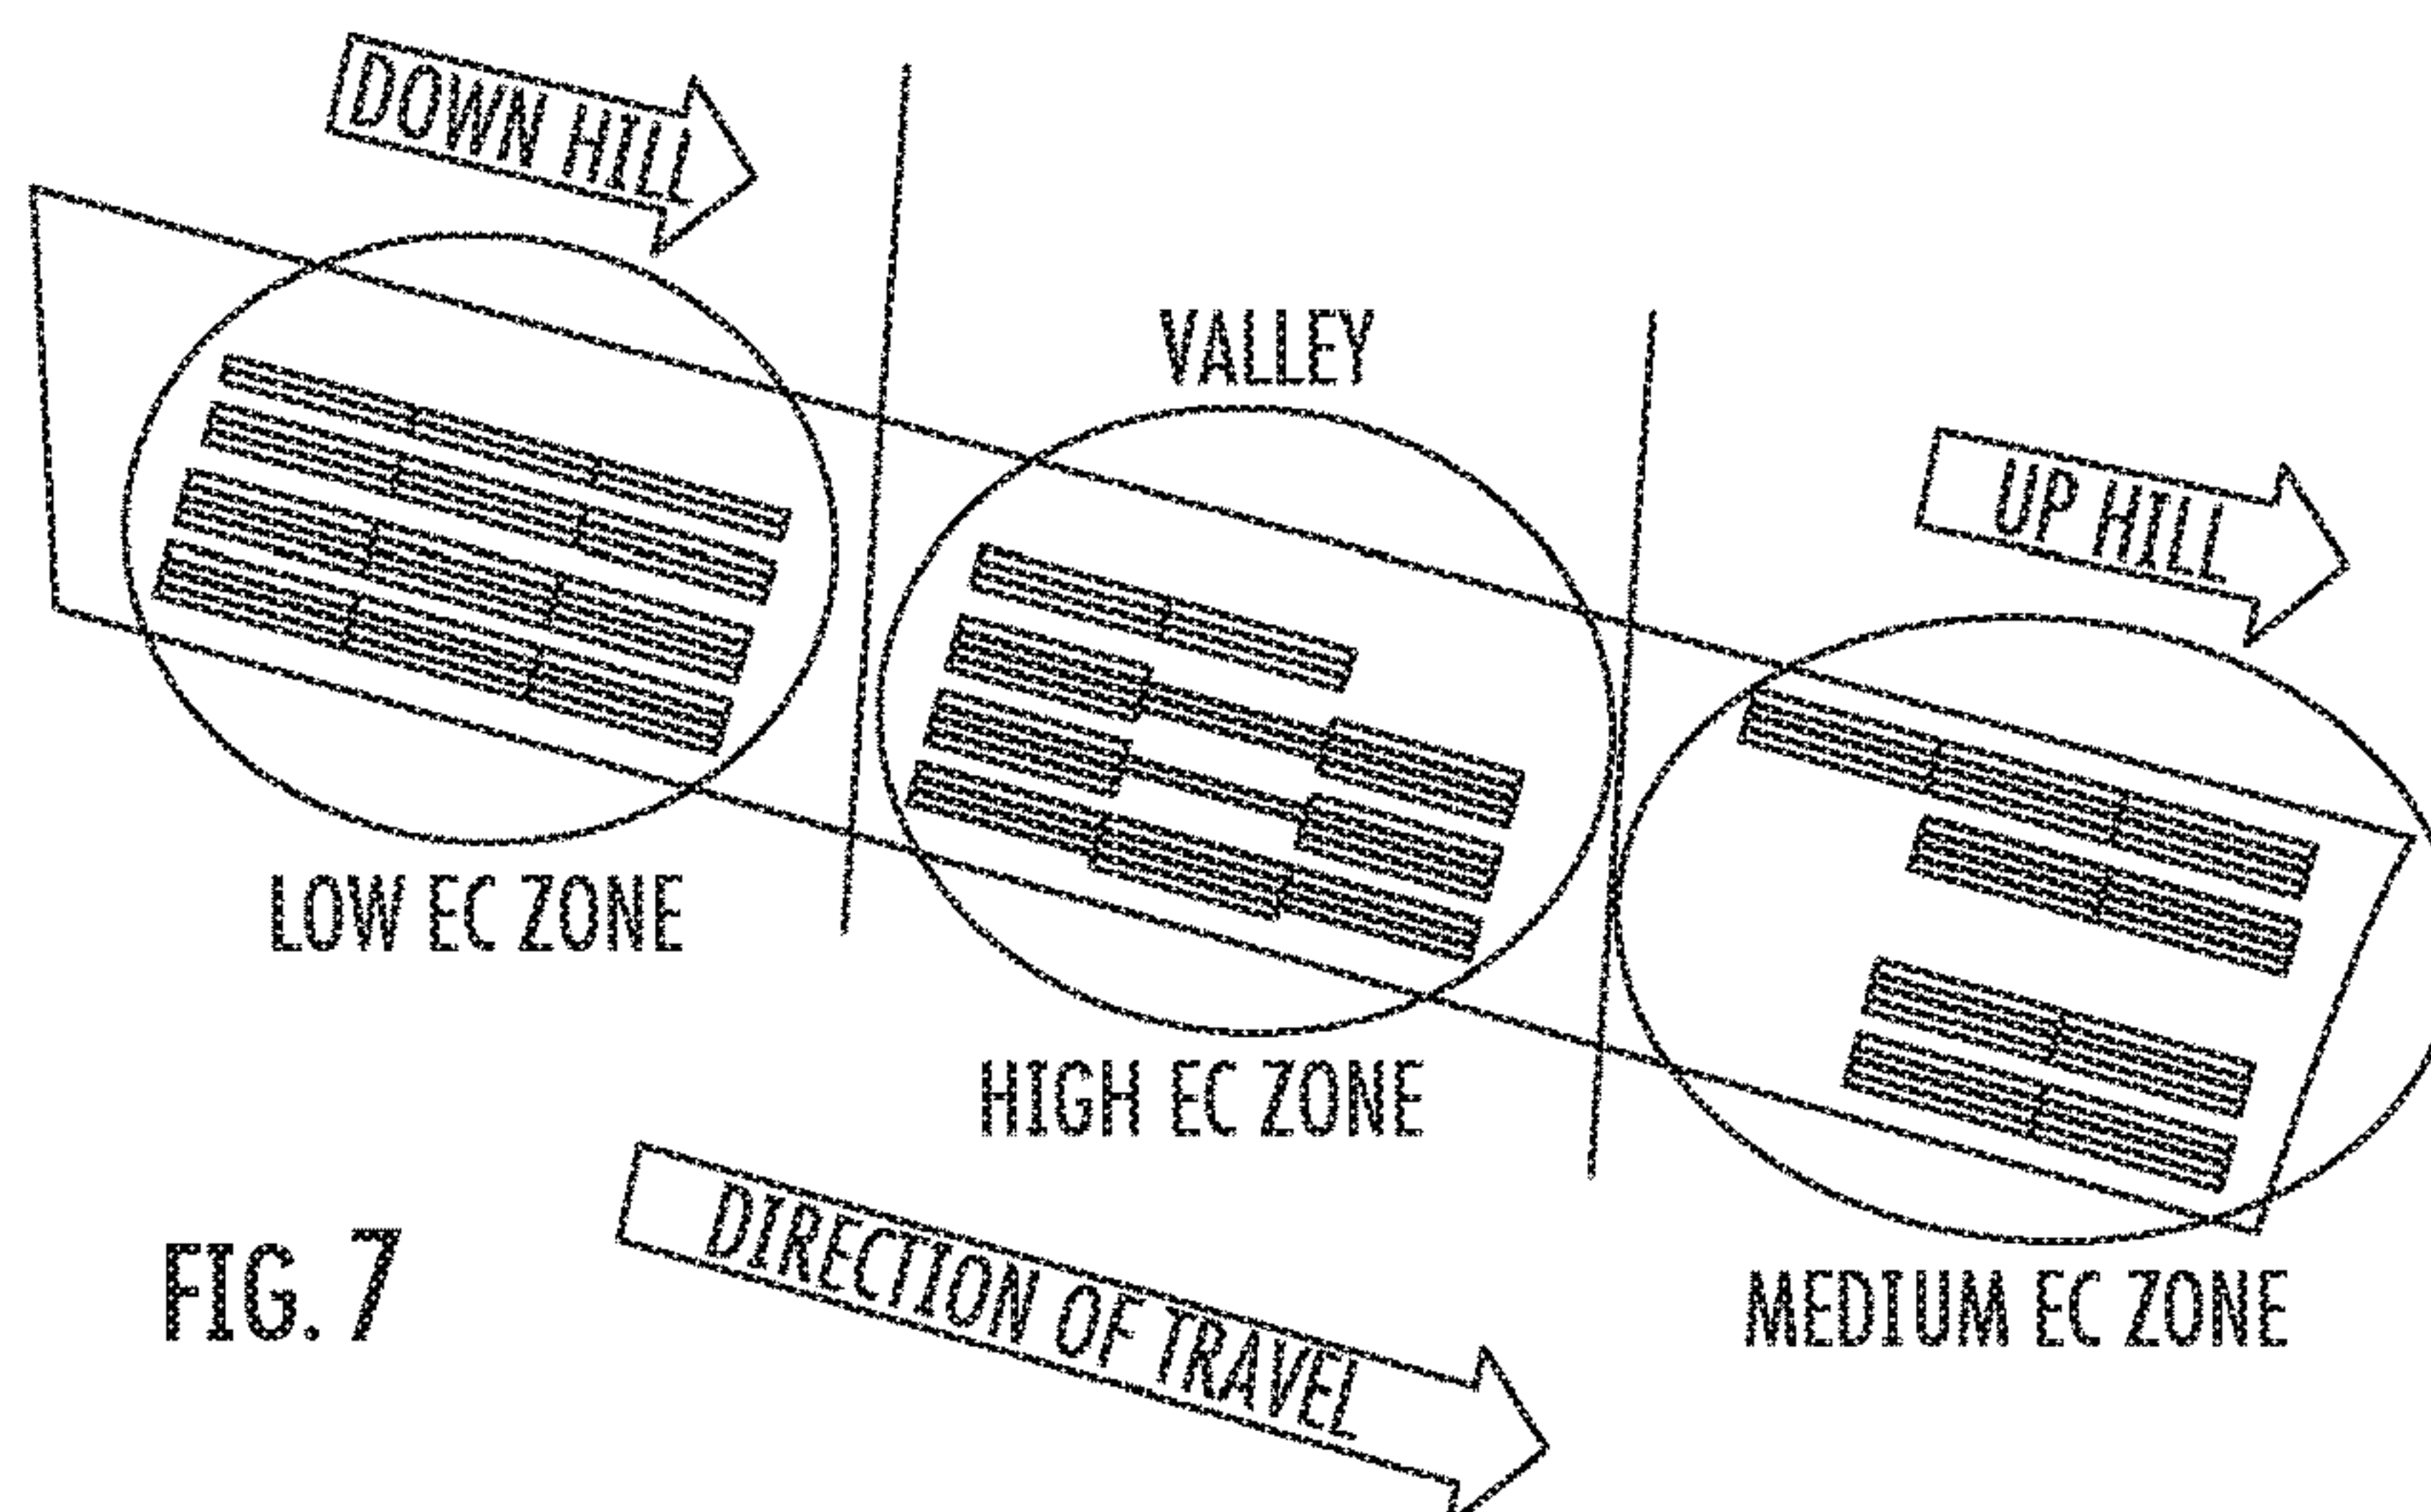 DOWN HILL
VALLEY
UP HILL
LOW EC ZONE
HIGH EC ZONE
MEDIUM EC ZONE
DIRECTION OF TRAVEL
FIG. 7